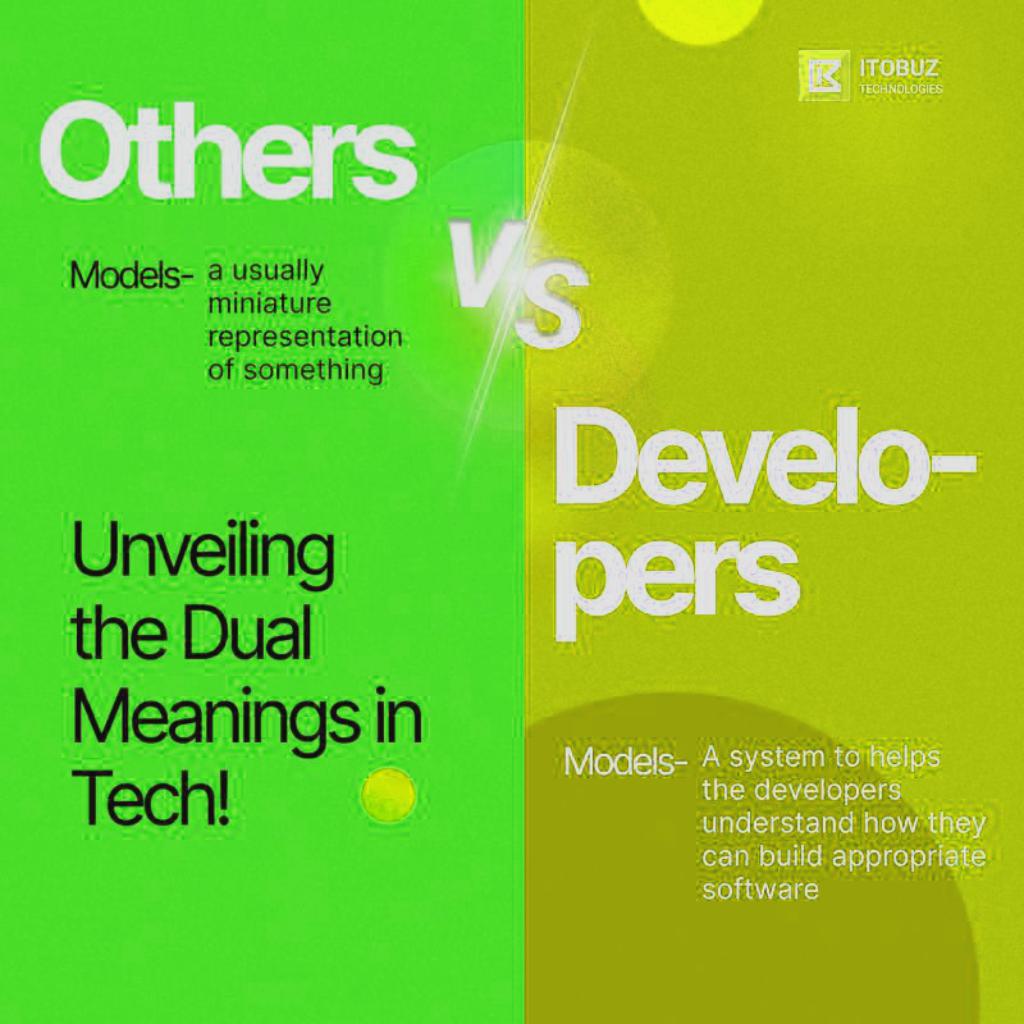 Others
Models- a usually
miniature
representation
of something
Unveiling
the Dual
Meanings in
Tech!
VS
ITOBUZ
TECHNOLOGIES
Develo-
pers
Models- A system to helps
the developers
understand how they
can build appropriate
software